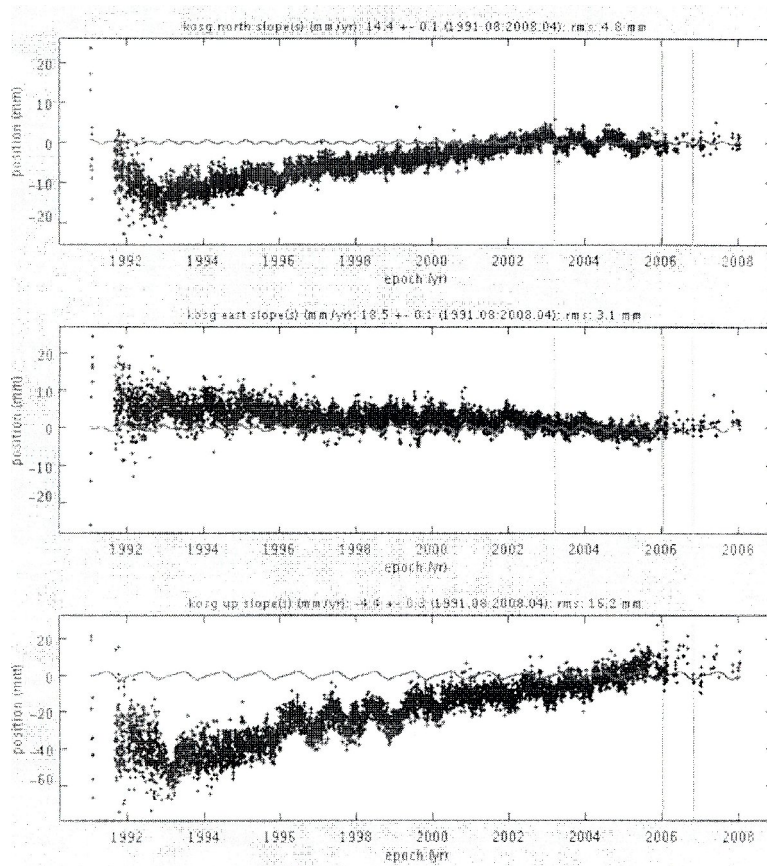 kosg north slope(s) (mm/yr): 14.4 +- 0.1 (1991.08:2008.04): rms: 4.8 mm
20
10
0
-10
-20
position (mm)
1992 1994 1996 1998 2000 2002 2004 2006 2008
epoch (yr)
kosg east slope(s) (mm/yr): 18.5 +- 0.1 (1991.08:2008.04): rms: 3.1 mm
20
10
0
-10
-20
position (mm)
1992 1994 1996 1998 2000 2002 2004 2006 2008
epoch (yr)
kosg up slope(s) (mm/yr): -4.4 +- 0.3 (1991.08:2008.04): rms: 16.2 mm
20
0
-20
-40
-60
position (mm)
1992 1994 1996 1998 2000 2002 2004 2006 2008
epoch (yr)